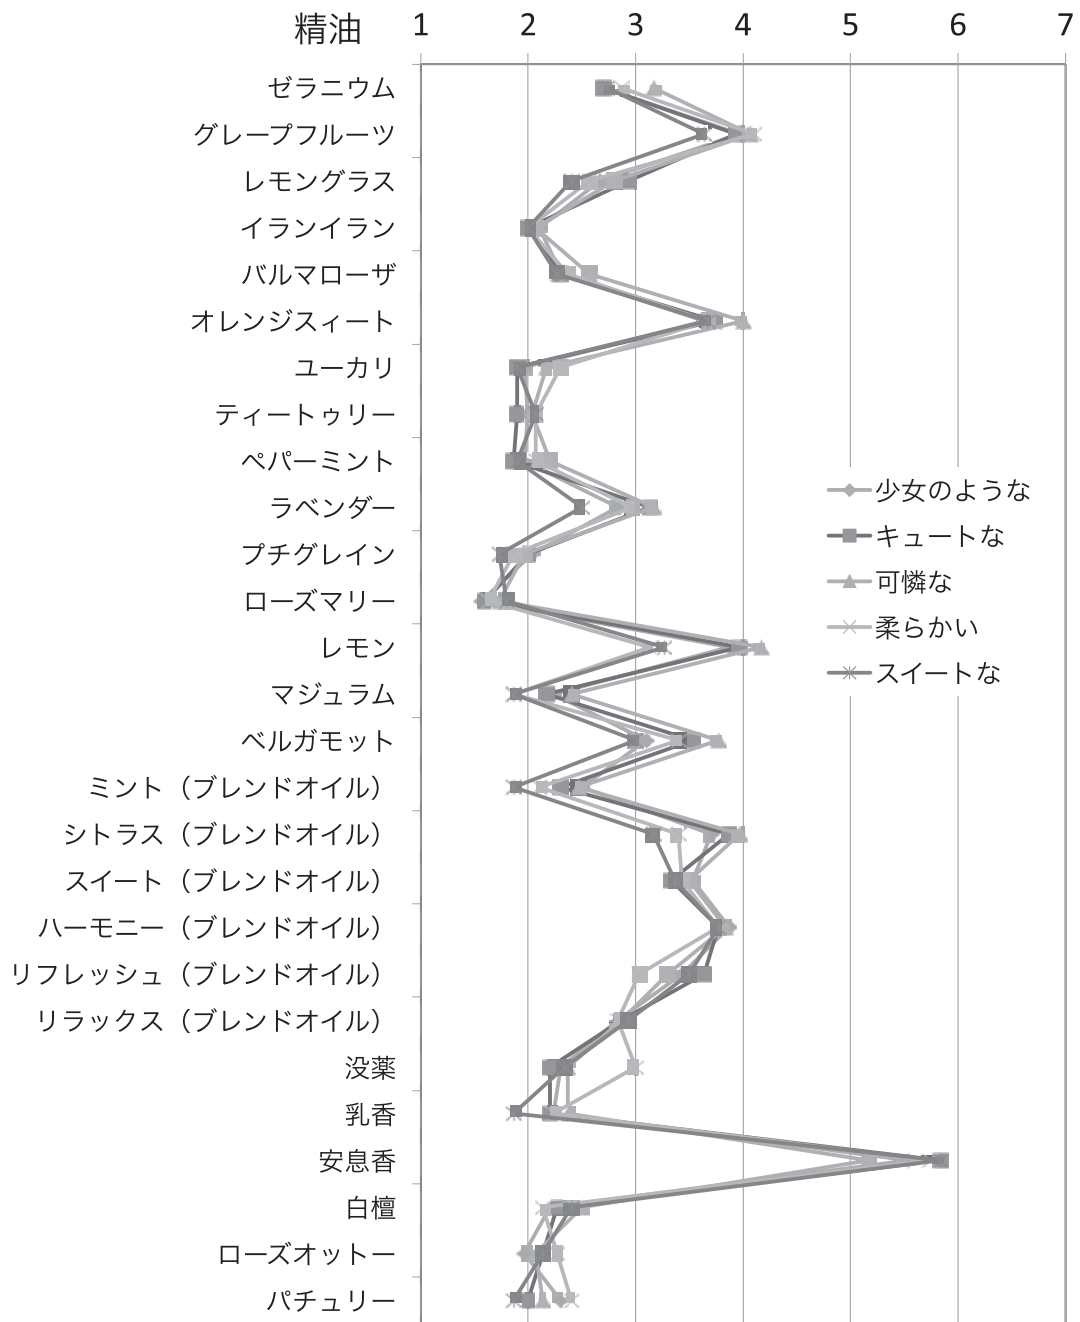 精油 1 2 3 4 5 6 7
ゼラニウム
グレープフルーツ
レモングラス
イランイラン
バルマローザ
オレンジスィート
ユーカリ
ティートゥリー
ペパーミント
ラベンダー
プチグレイン
ローズマリー
レモン
マジュラム
ベルガモット
ミント（ブレンドオイル）
シトラス（ブレンドオイル）
スイート（ブレンドオイル）
ハーモニー（ブレンドオイル）
リフレッシュ（ブレンドオイル）
リラックス（ブレンドオイル）
没薬
乳香
安息香
白檀
ローズオットー
パチュリー
少女のような
キュートな
可憐な
柔らかい
スイートな